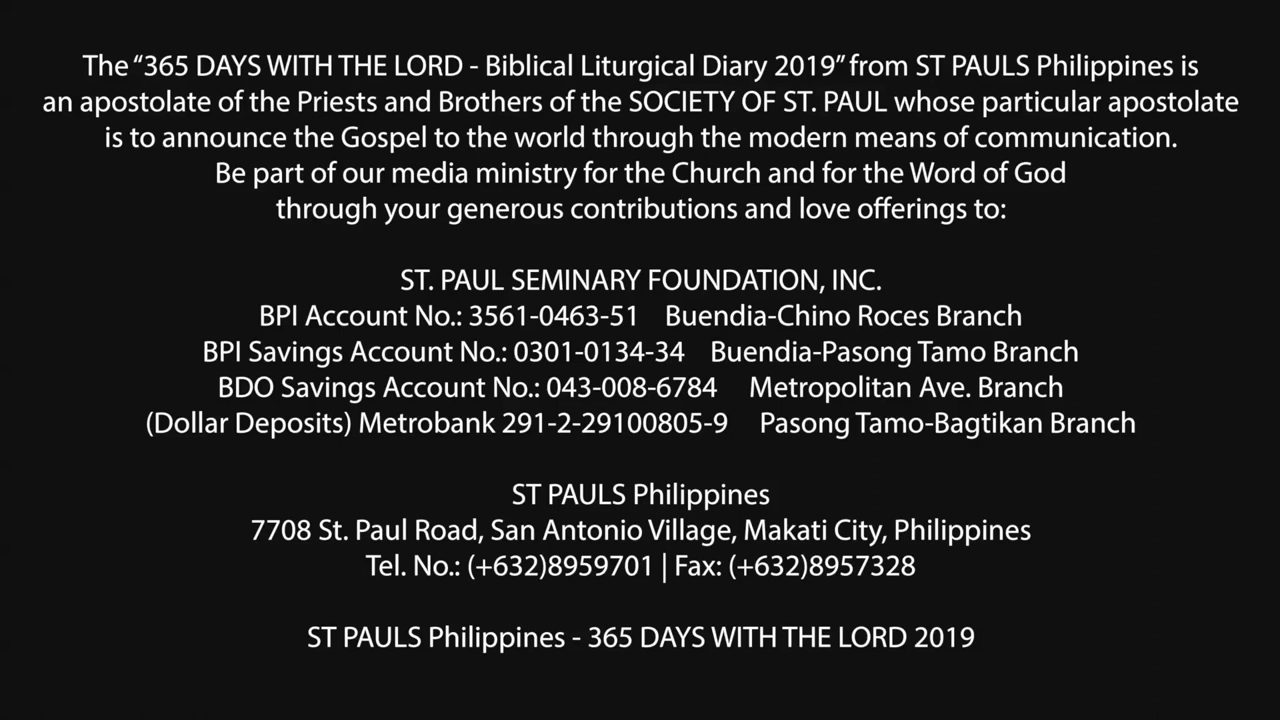 The “365 DAYS WITH THE LORD - Biblical Liturgical Diary 2019” from ST PAULS Philippines is
an apostolate of the Priests and Brothers of the SOCIETY OF ST. PAUL whose particular apostolate
is to announce the Gospel to the world through the modern means of communication.
Be part of our media ministry for the Church and for the Word of God
through your generous contributions and love offerings to:
ST. PAUL SEMINARY FOUNDATION, INC.
BPI Account No.: 3561-0463-51 Buendia-Chino Roces Branch
BPI Savings Account No.: 0301-0134-34 Buendia-Pasong Tamo Branch
BDO Savings Account No.: 043-008-6784 Metropolitan Ave. Branch
(Dollar Deposits) Metrobank 291-2-29100805-9 Pasong Tamo-Bagtikan Branch
ST PAULS Philippines
7708 St. Paul Road, San Antonio Village, Makati City, Philippines
Tel. No.: (+632)8959701 | Fax: (+632)8957328
ST PAULS Philippines - 365 DAYS WITH THE LORD 2019